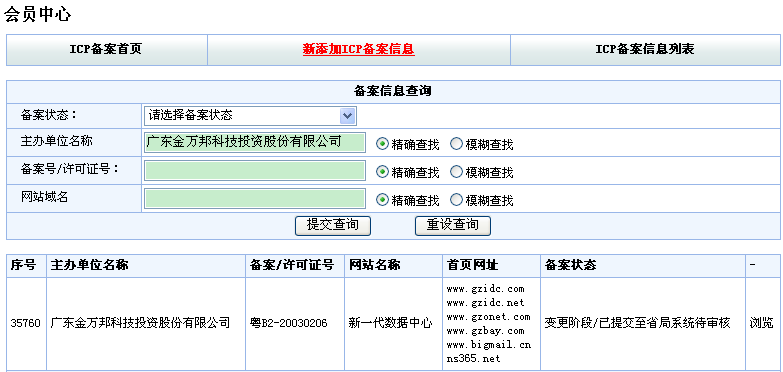 会员中心
ICP备案首页 新添加ICP备案信息 ICP备案信息列表
备案信息查询
备案状态： 请选择备案状态
主办单位名称 广东金万邦科技投资股份有限公司 精确查找 模糊查找
备案号/许可证号： 精确查找 模糊查找
网站域名 精确查找 模糊查找
提交查询 重设查询
序号 主办单位名称 备案/许可证号 网站名称 首页网址 备案状态 -
35760 广东金万邦科技投资股份有限公司 粤B2-20030206 新一代数据中心 www.gzidc.com
www.gzidc.net
www.gzonet.com
www.gzbay.com
www.bigmail.cn
ns365.net
变更阶段/已提交至省局系统待审核 浏览